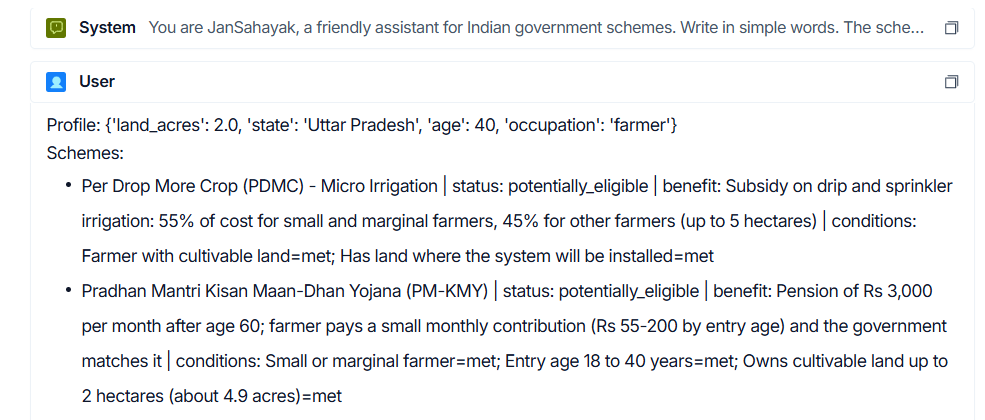 System You are JanSahayak, a friendly assistant for Indian government schemes. Write in simple words. The sche...
User
Profile: {'land_acres': 2.0, 'state': 'Uttar Pradesh', 'age': 40, 'occupation': 'farmer'}
Schemes:
• Per Drop More Crop (PDMC) - Micro Irrigation | status: potentially_eligible | benefit: Subsidy on drip and sprinkler
irrigation: 55% of cost for small and marginal farmers, 45% for other farmers (up to 5 hectares) | conditions:
Farmer with cultivable land=met; Has land where the system will be installed=met
• Pradhan Mantri Kisan Maan-Dhan Yojana (PM-KMY) | status: potentially_eligible | benefit: Pension of Rs 3,000
per month after age 60; farmer pays a small monthly contribution (Rs 55-200 by entry age) and the government
matches it | conditions: Small or marginal farmer=met; Entry age 18 to 40 years=met; Owns cultivable land up to
2 hectares (about 4.9 acres)=met